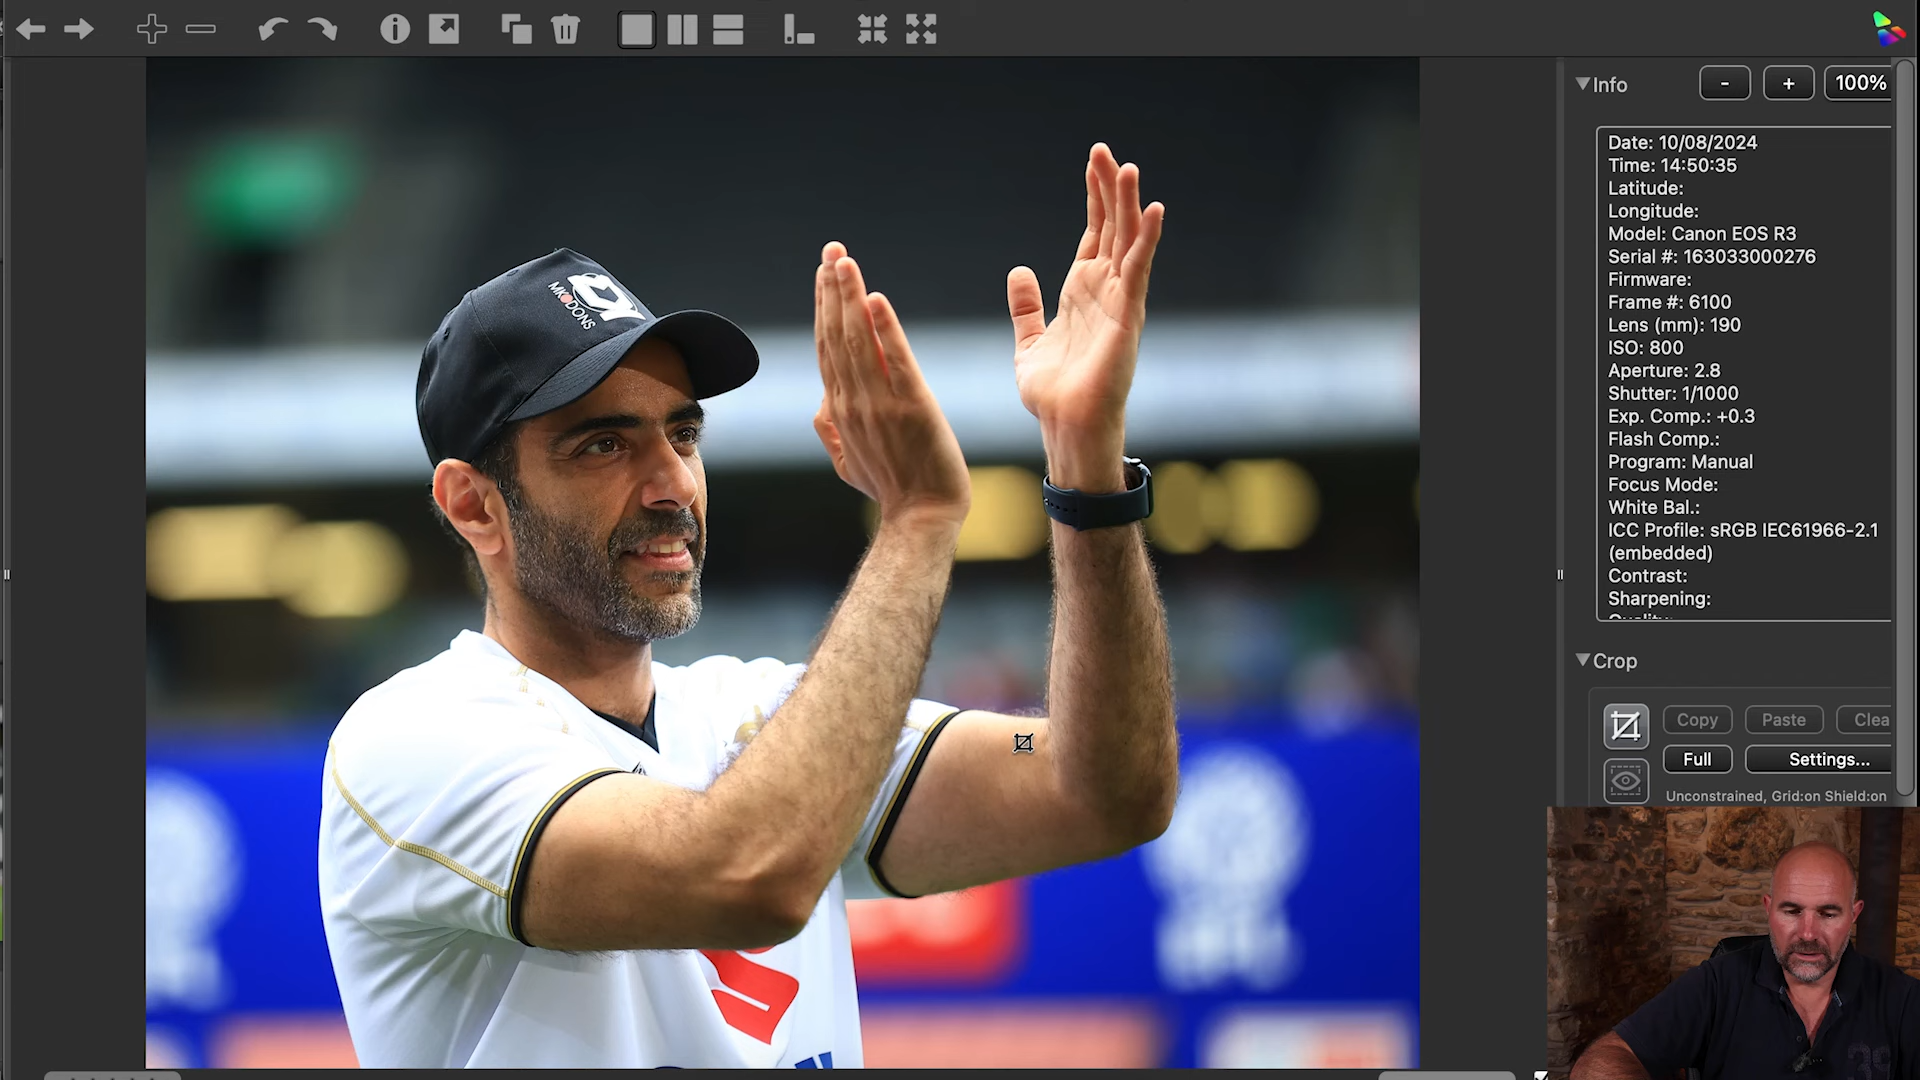 Info
- + 100%
Date: 10/08/2024
Time: 14:50:35
Latitude:
Longitude:
Model: Canon EOS R3
Serial #: 163033000276
Firmware:
Frame #: 6100
Lens (mm): 190
ISO: 800
Aperture: 2.8
Shutter: 1/1000
Exp. Comp.: +0.3
Flash Comp.:
Program: Manual
Focus Mode:
White Bal.:
ICC Profile: sRGB IEC61966-2.1
(embedded)
Contrast:
Sharpening:
Crop
Copy Paste Clea
Full Settings...
Unconstrained, Grid:on Shield:on
MK DONS